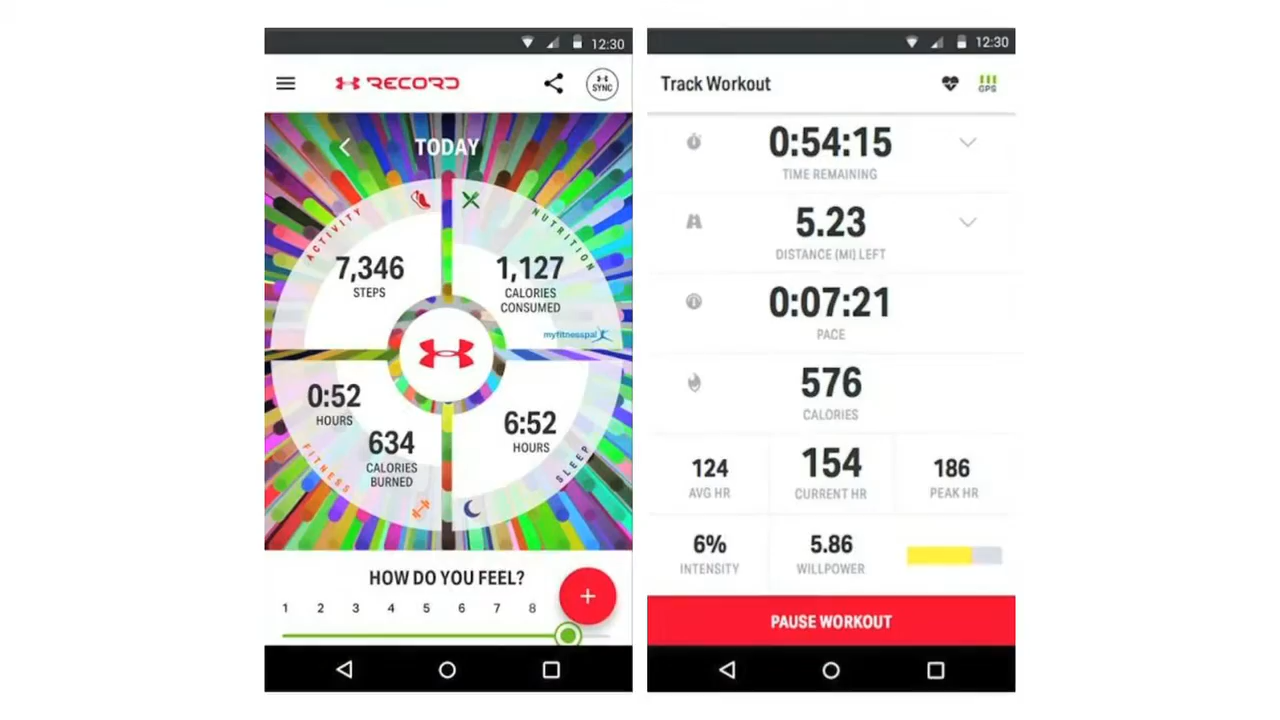 12:30
RECORD
SYNC
TODAY
ACTIVITY
NUTRITION
7,346
STEPS
1,127
CALORIES
CONSUMED
myfitnesspal
0:52
HOURS
634
CALORIES
BURNED
6:52
HOURS
FITNESS
SLEEP
HOW DO YOU FEEL?
+
1 2 3 4 5 6 7 8
12:30
Track Workout
GPS
0:54:15
TIME REMAINING
5.23
DISTANCE (MI) LEFT
0:07:21
PACE
576
CALORIES
124 154 186
AVG HR CURRENT HR PEAK HR
6% 5.86
INTENSITY WILLPOWER
PAUSE WORKOUT